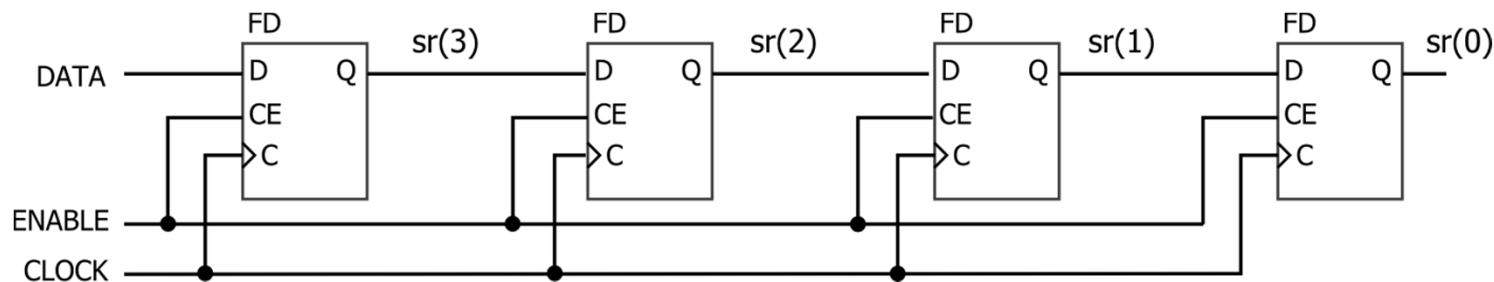 FD FD FD FD
sr(3) sr(2) sr(1) sr(0)
DATA D Q D Q D Q D Q
CE CE CE CE
C C C C
ENABLE
CLOCK